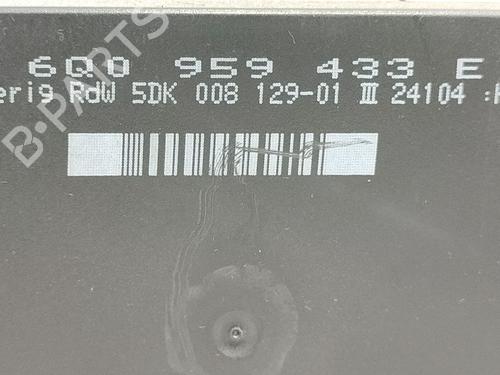 6Q0 959 433 E
erig RdW 5DK 008 129-01 III 24104
B-PARTS